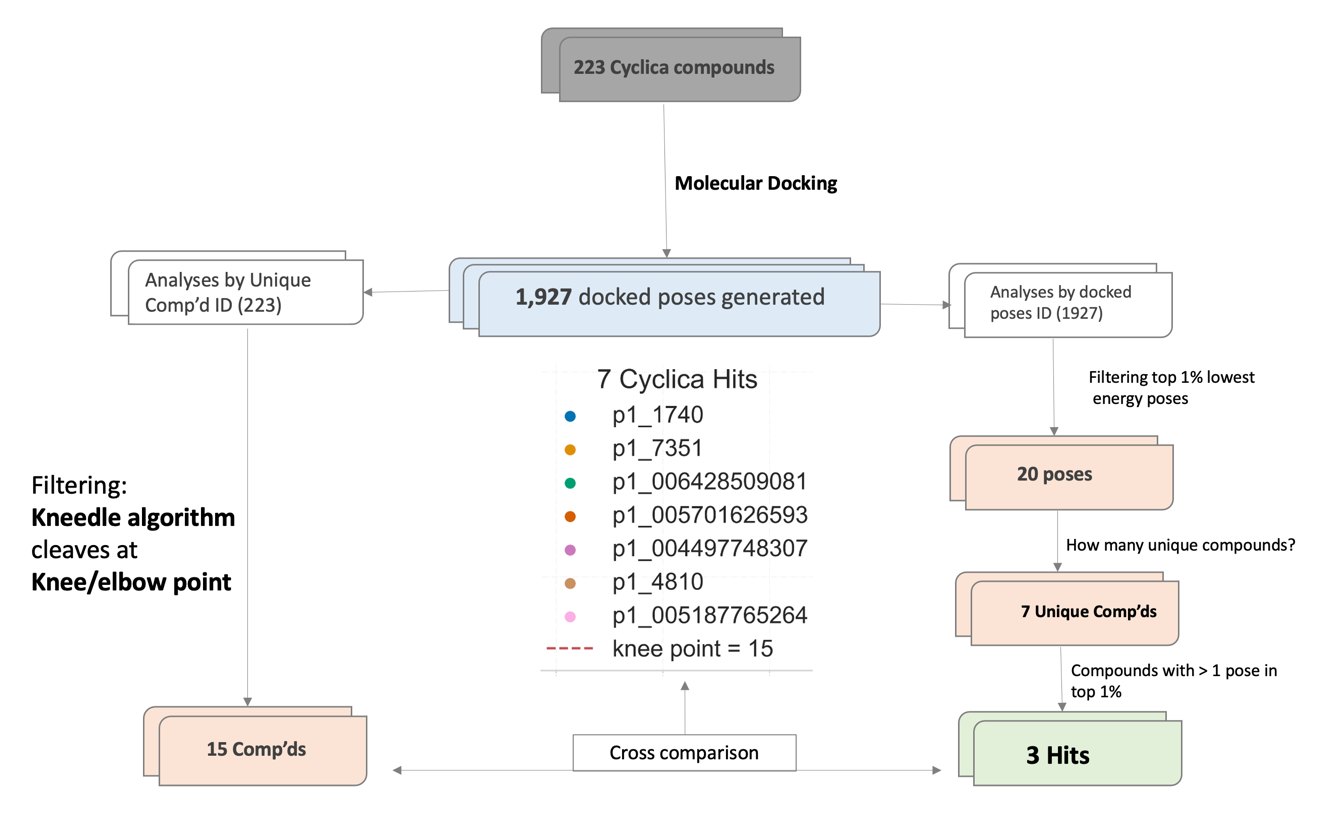 223 Cyclica compounds
Molecular Docking
Analyses by Unique
Comp'd ID (223)
1,927 docked poses generated
Analyses by docked
poses ID (1927)
Filtering top 1% lowest
energy poses
7 Cyclica Hits
p1_1740
p1_7351
p1_006428509081
p1_005701626593
p1_004497748307
p1_4810
p1_005187765264
knee point = 15
Filtering:
Kneedle algorithm
cleaves at
Knee/elbow point
20 poses
How many unique compounds?
7 Unique Comp'ds
Compounds with > 1 pose in
top 1%
15 Comp'ds
Cross comparison
3 Hits